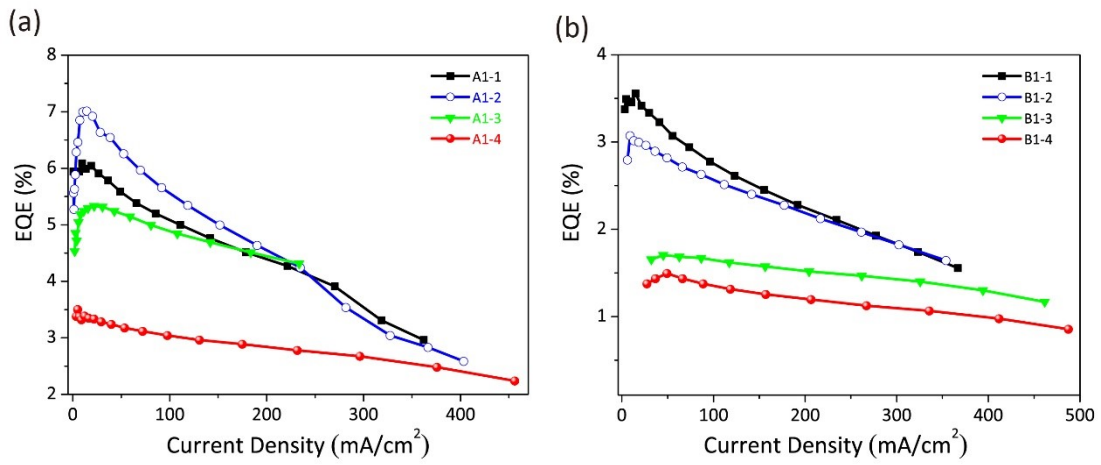 (a)
8
7
6
5
4
3
2
EQE (%)
0
100
200
300
400
Current Density (mA/cm²)
A1-1
A1-2
A1-3
A1-4
(b)
4
3
2
1
EQE (%)
0
100
200
300
400
500
Current Density (mA/cm²)
B1-1
B1-2
B1-3
B1-4